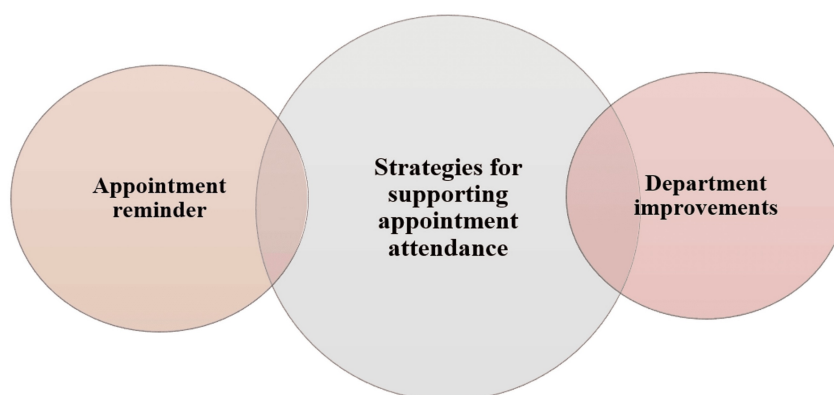 Appointment
reminder
Strategies for
supporting
appointment
attendance
Department
improvements